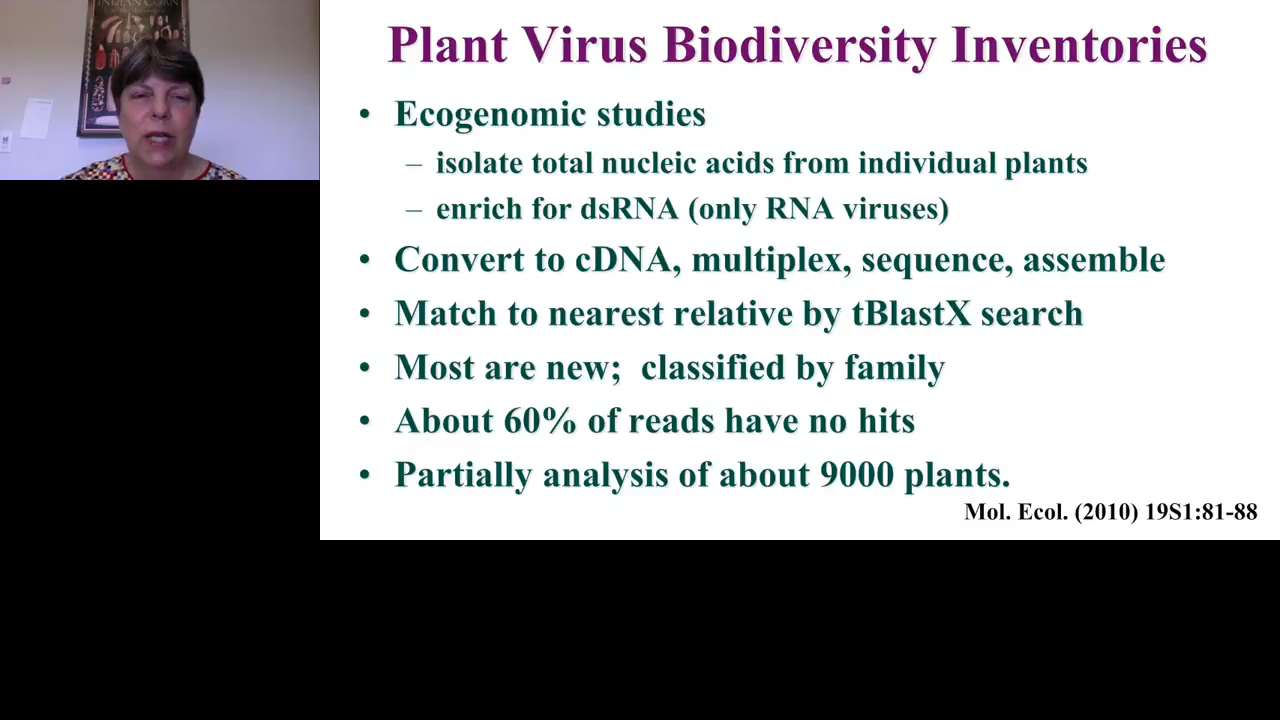 INDIAN CORN
Plant Virus Biodiversity Inventories
• Ecogenomic studies
– isolate total nucleic acids from individual plants
– enrich for dsRNA (only RNA viruses)
• Convert to cDNA, multiplex, sequence, assemble
• Match to nearest relative by tBlastX search
• Most are new; classified by family
• About 60% of reads have no hits
• Partially analysis of about 9000 plants.
Mol. Ecol. (2010) 19S1:81-88